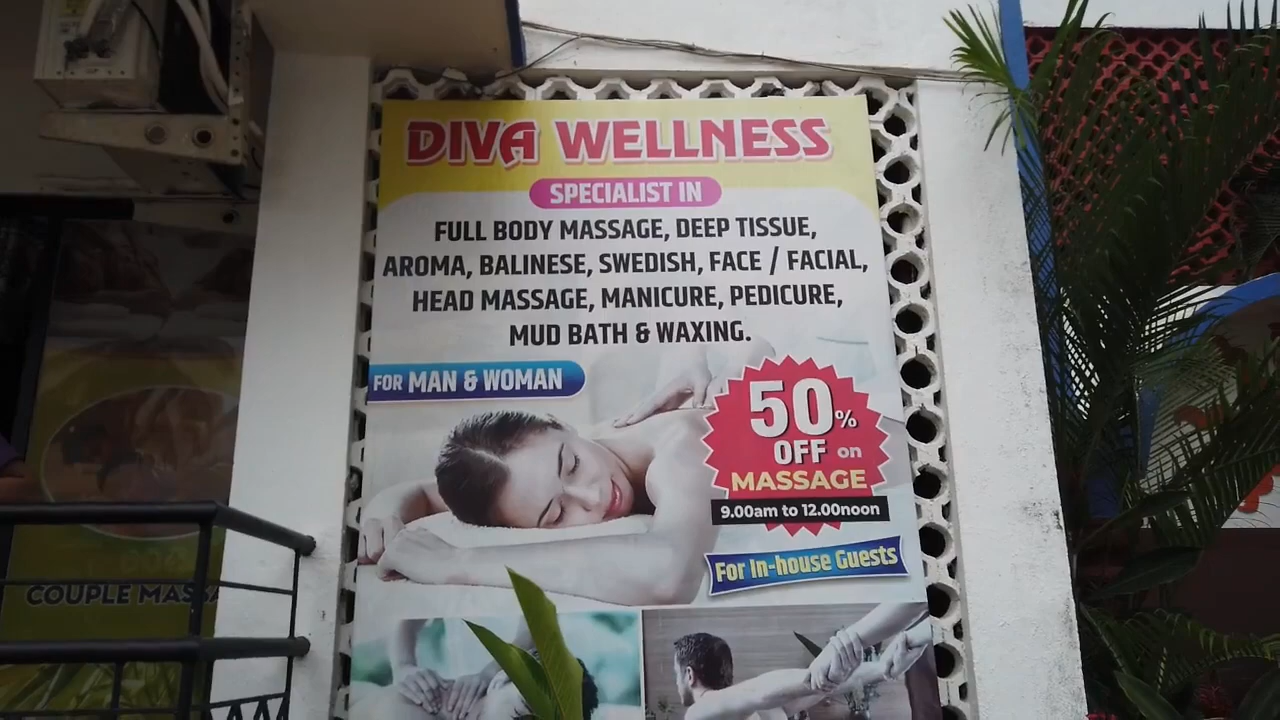 DIVA WELLNESS
SPECIALIST IN
FULL BODY MASSAGE, DEEP TISSUE,
AROMA, BALINESE, SWEDISH, FACE / FACIAL,
HEAD MASSAGE, MANICURE, PEDICURE,
MUD BATH & WAXING.
FOR MAN & WOMAN
50%
OFF on
MASSAGE
9.00am to 12.00noon
For In-house Guests
COUPLE MASSA